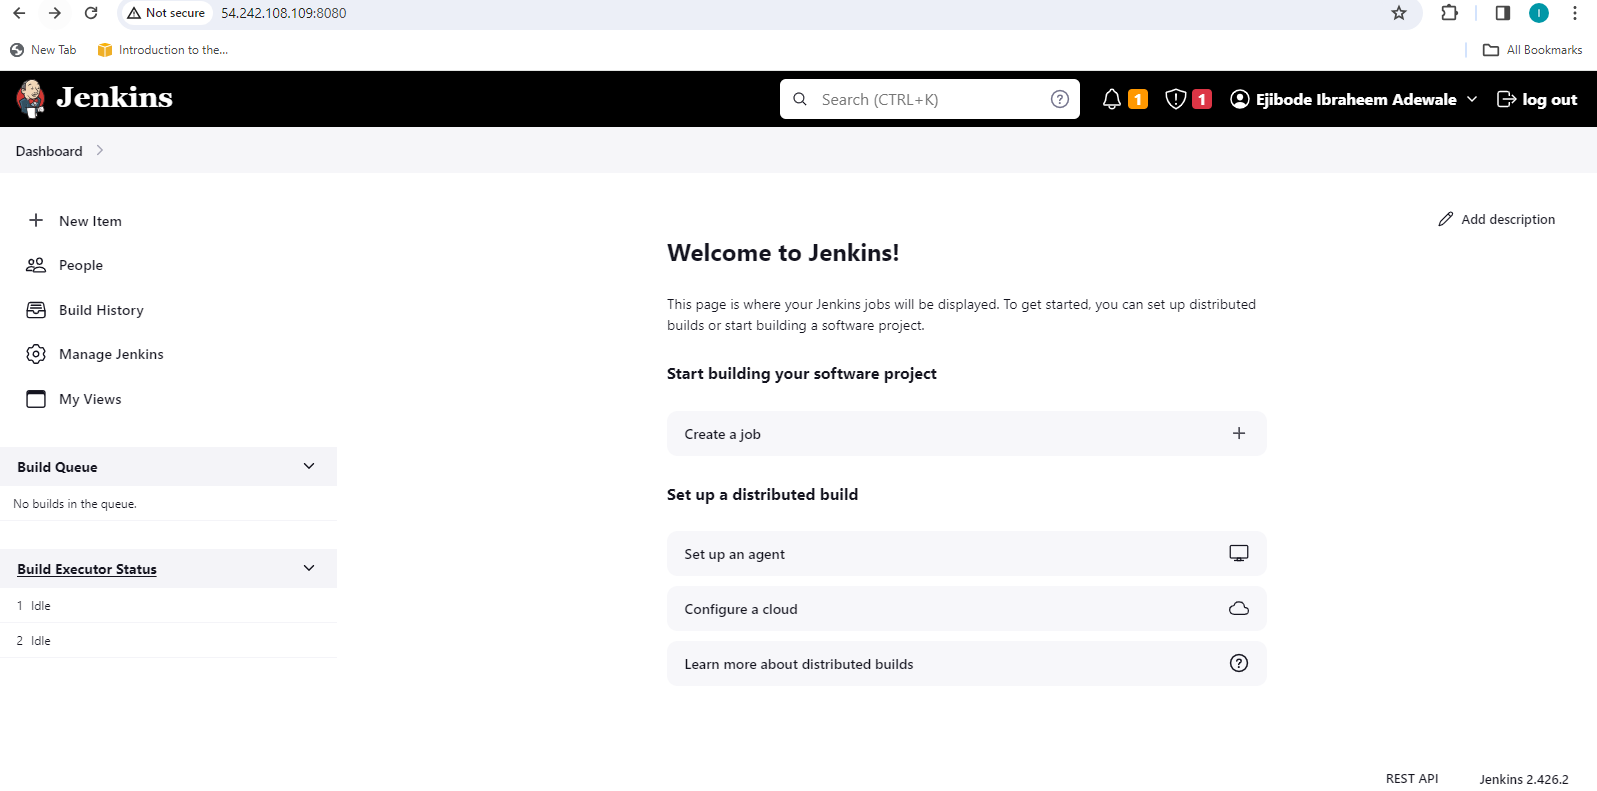 Not secure 54.242.108.109:8080 I
New Tab Introduction to the... All Bookmarks
Jenkins Search (CTRL+K) ? 1 1 Ejibode Ibraheem Adewale log out
Dashboard
New Item
People
Build History
Manage Jenkins
My Views
Build Queue
No builds in the queue.
Build Executor Status
1 Idle
2 Idle
Add description
Welcome to Jenkins!
This page is where your Jenkins jobs will be displayed. To get started, you can set up distributed
builds or start building a software project.
Start building your software project
Create a job
Set up a distributed build
Set up an agent
Configure a cloud
Learn more about distributed builds ?
REST API Jenkins 2.426.2